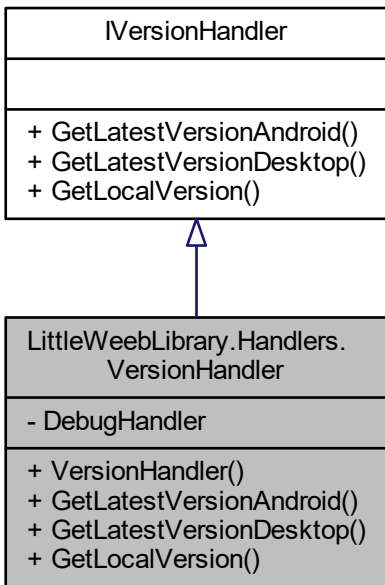 IVersionHandler
+ GetLatestVersionAndroid()
+ GetLatestVersionDesktop()
+ GetLocalVersion()
LittleWeebLibrary.Handlers.
VersionHandler
- DebugHandler
+ VersionHandler()
+ GetLatestVersionAndroid()
+ GetLatestVersionDesktop()
+ GetLocalVersion()